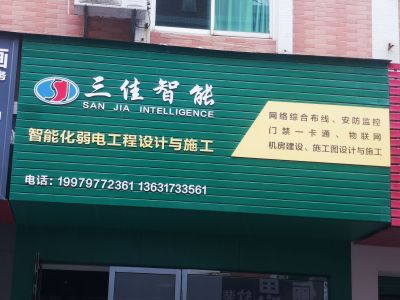 三佳智能
SAN JIA INTELLIGENCE
智能化弱电工程设计与施工
电话：19979772361 13631733561
网络综合布线、安防监控
门禁一卡通、物联网
机房建设、施工图设计与施工
画
务